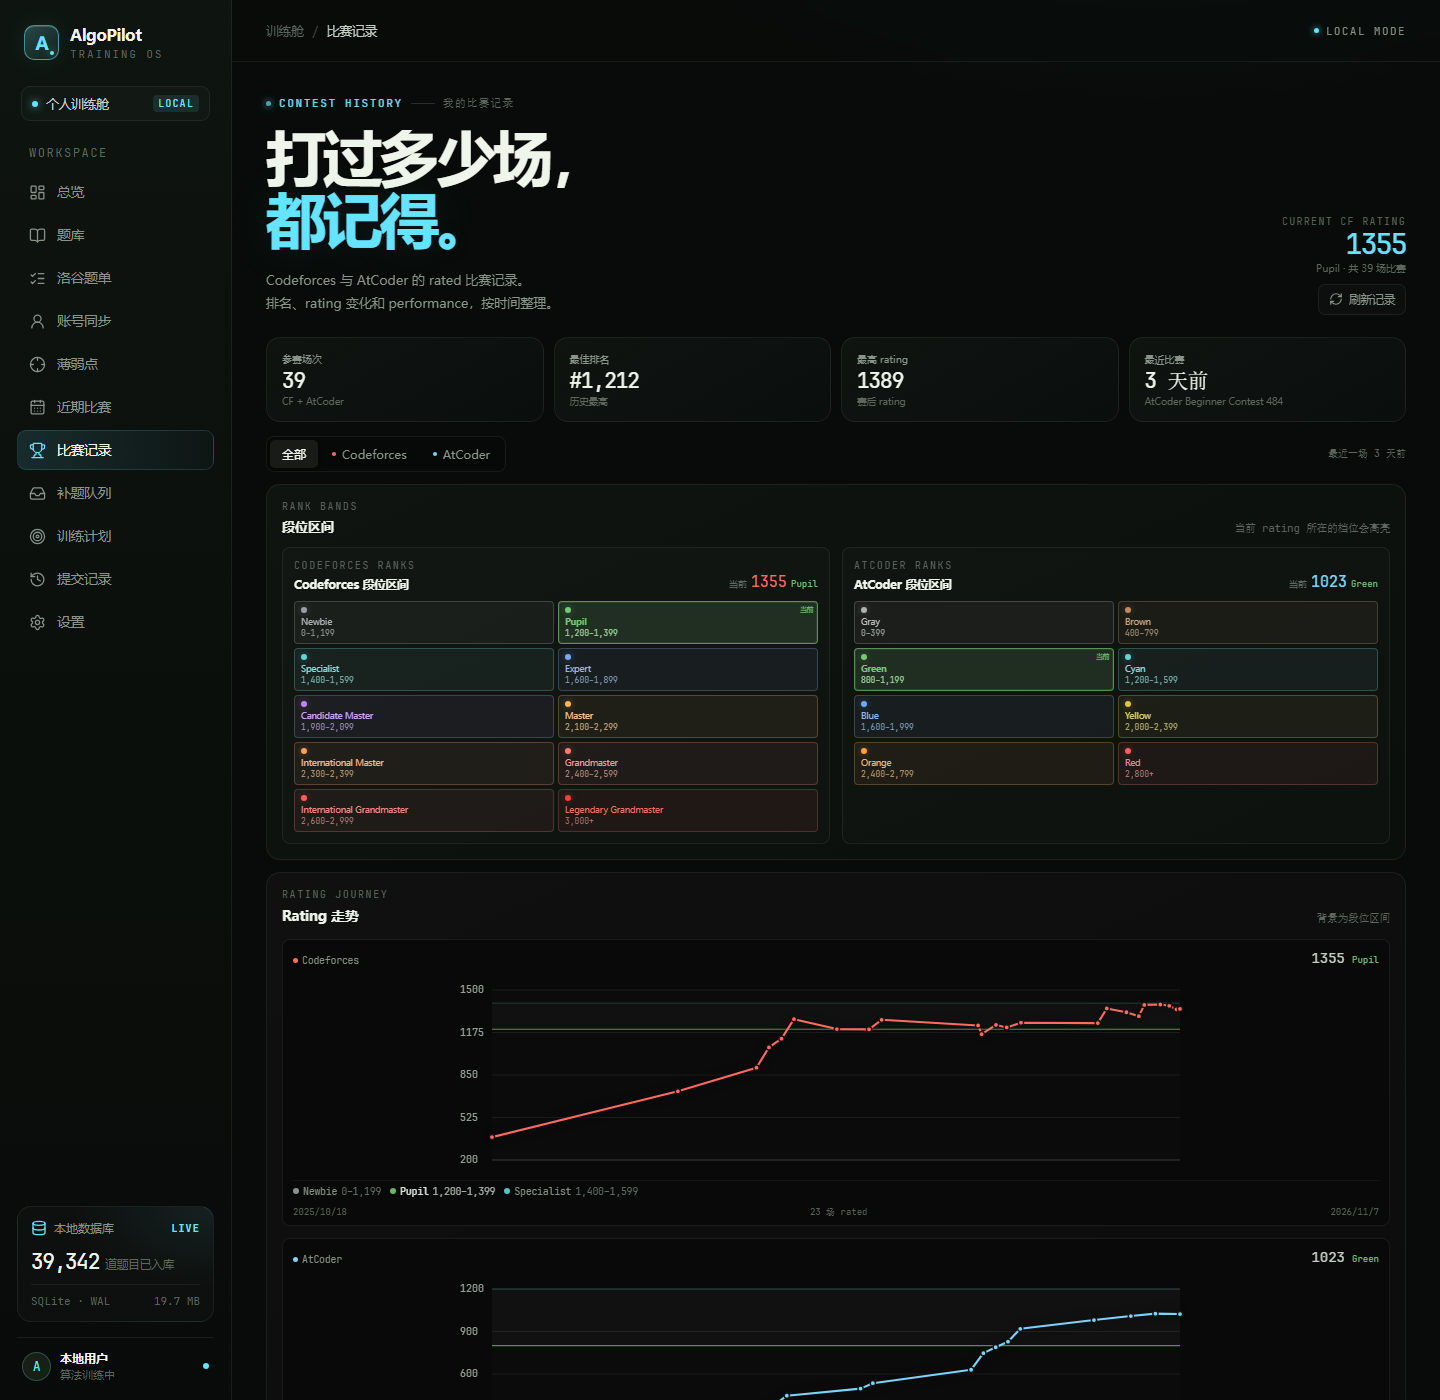 AlgoPilot
TRAINING OS
个人训练舱 LOCAL
WORKSPACE
总览
题库
洛谷题单
账号同步
薄弱点
近期比赛
比赛记录
补题队列
训练计划
提交记录
设置
本地数据库 LIVE
39,342 道题目已入库
SQLite · WAL 19.7 MB
A 本地用户
算法训练中
训练舱 / 比赛记录
LOCAL MODE
CONTEST HISTORY 我的比赛记录
打过多少场，
都记得。
Codeforces 与 AtCoder 的 rated 比赛记录。
排名、rating 变化和 performance，按时间整理。
CURRENT CF RATING
1355
Pupil · 共 39 场比赛
刷新记录
参赛场次
39
CF + AtCoder
最佳排名
#1,212
历史最高
最高 rating
1389
赛后 rating
最近比赛
3 天前
AtCoder Beginner Contest 484
全部 Codeforces AtCoder
最近一场 3 天前
RANK BANDS
段位区间
当前 rating 所在的档位会高亮
CODEFORCES RANKS
Codeforces 段位区间
当前 1355 Pupil
Newbie
0–1,199
当前
Pupil
1,200–1,399
Specialist
1,400–1,599
Expert
1,600–1,899
Candidate Master
1,900–2,099
Master
2,100–2,299
International Master
2,300–2,399
Grandmaster
2,400–2,599
International Grandmaster
2,600–2,999
Legendary Grandmaster
3,000+
ATCODER RANKS
AtCoder 段位区间
当前 1023 Green
Gray
0–399
Brown
400–799
当前
Green
800–1,199
Cyan
1,200–1,599
Blue
1,600–1,999
Yellow
2,000–2,399
Orange
2,400–2,799
Red
2,800+
RATING JOURNEY
Rating 走势
背景为段位区间
Codeforces
1355 Pupil
1500
1175
850
525
200
Newbie 0–1,199 Pupil 1,200–1,399 Specialist 1,400–1,599
2025/10/18 23 场 rated 2026/11/7
AtCoder
1023 Green
1200
900
600